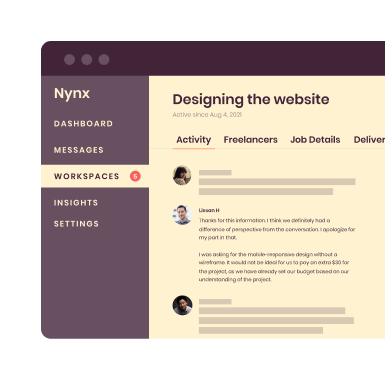 Nynx
DASHBOARD
MESSAGES
WORKSPACES 5
INSIGHTS
SETTINGS
Designing the website
Active since Aug 4, 2021
Activity Freelancers Job Details Deliver
Liesan H
Thanks for this information. I think we definitely had a
difference of perspective from the conversation. I apologize for
my part in that.
I was asking for the mobile-responsive design without a
wireframe. It would not be ideal for us to pay an extra $30 for
the project, as we have already set our budget based on our
understanding of the project.